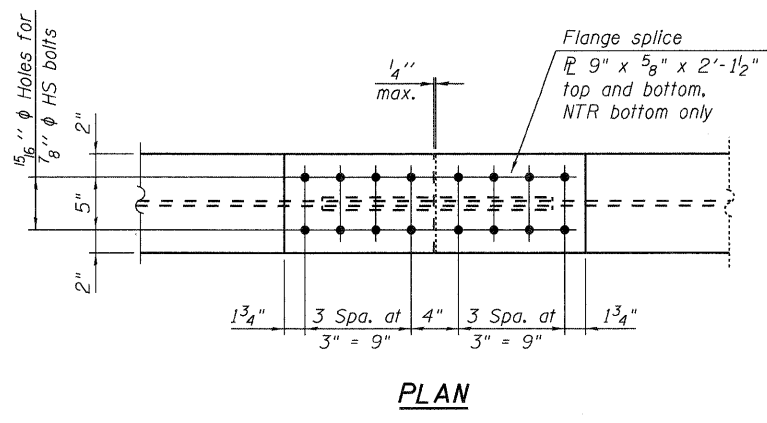 15/16" φ Holes for
7/8" φ HS bolts
2"
5"
2"
1/4"
max.
Flange splice
PL 9" x 5/8" x 2'-1 1/2"
top and bottom,
NTR bottom only
1 3/4"
3 Spa. at
3" = 9"
4"
3 Spa. at
3" = 9"
1 3/4"
PLAN